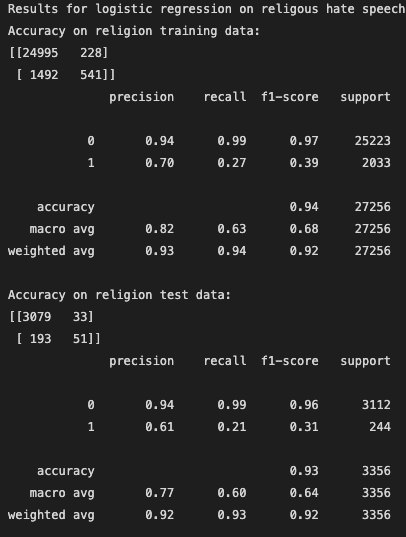 Results for logistic regression on religous hate speech
Accuracy on religion training data:
[[24995   228]
 [ 1492   541]]
              precision    recall  f1-score   support

           0       0.94      0.99      0.97     25223
           1       0.70      0.27      0.39      2033

    accuracy                           0.94     27256
   macro avg       0.82      0.63      0.68     27256
weighted avg       0.93      0.94      0.92     27256

Accuracy on religion test data:
[[3079   33]
 [ 193   51]]
              precision    recall  f1-score   support

           0       0.94      0.99      0.96      3112
           1       0.61      0.21      0.31       244

    accuracy                           0.93      3356
   macro avg       0.77      0.60      0.64      3356
weighted avg       0.92      0.93      0.92      3356